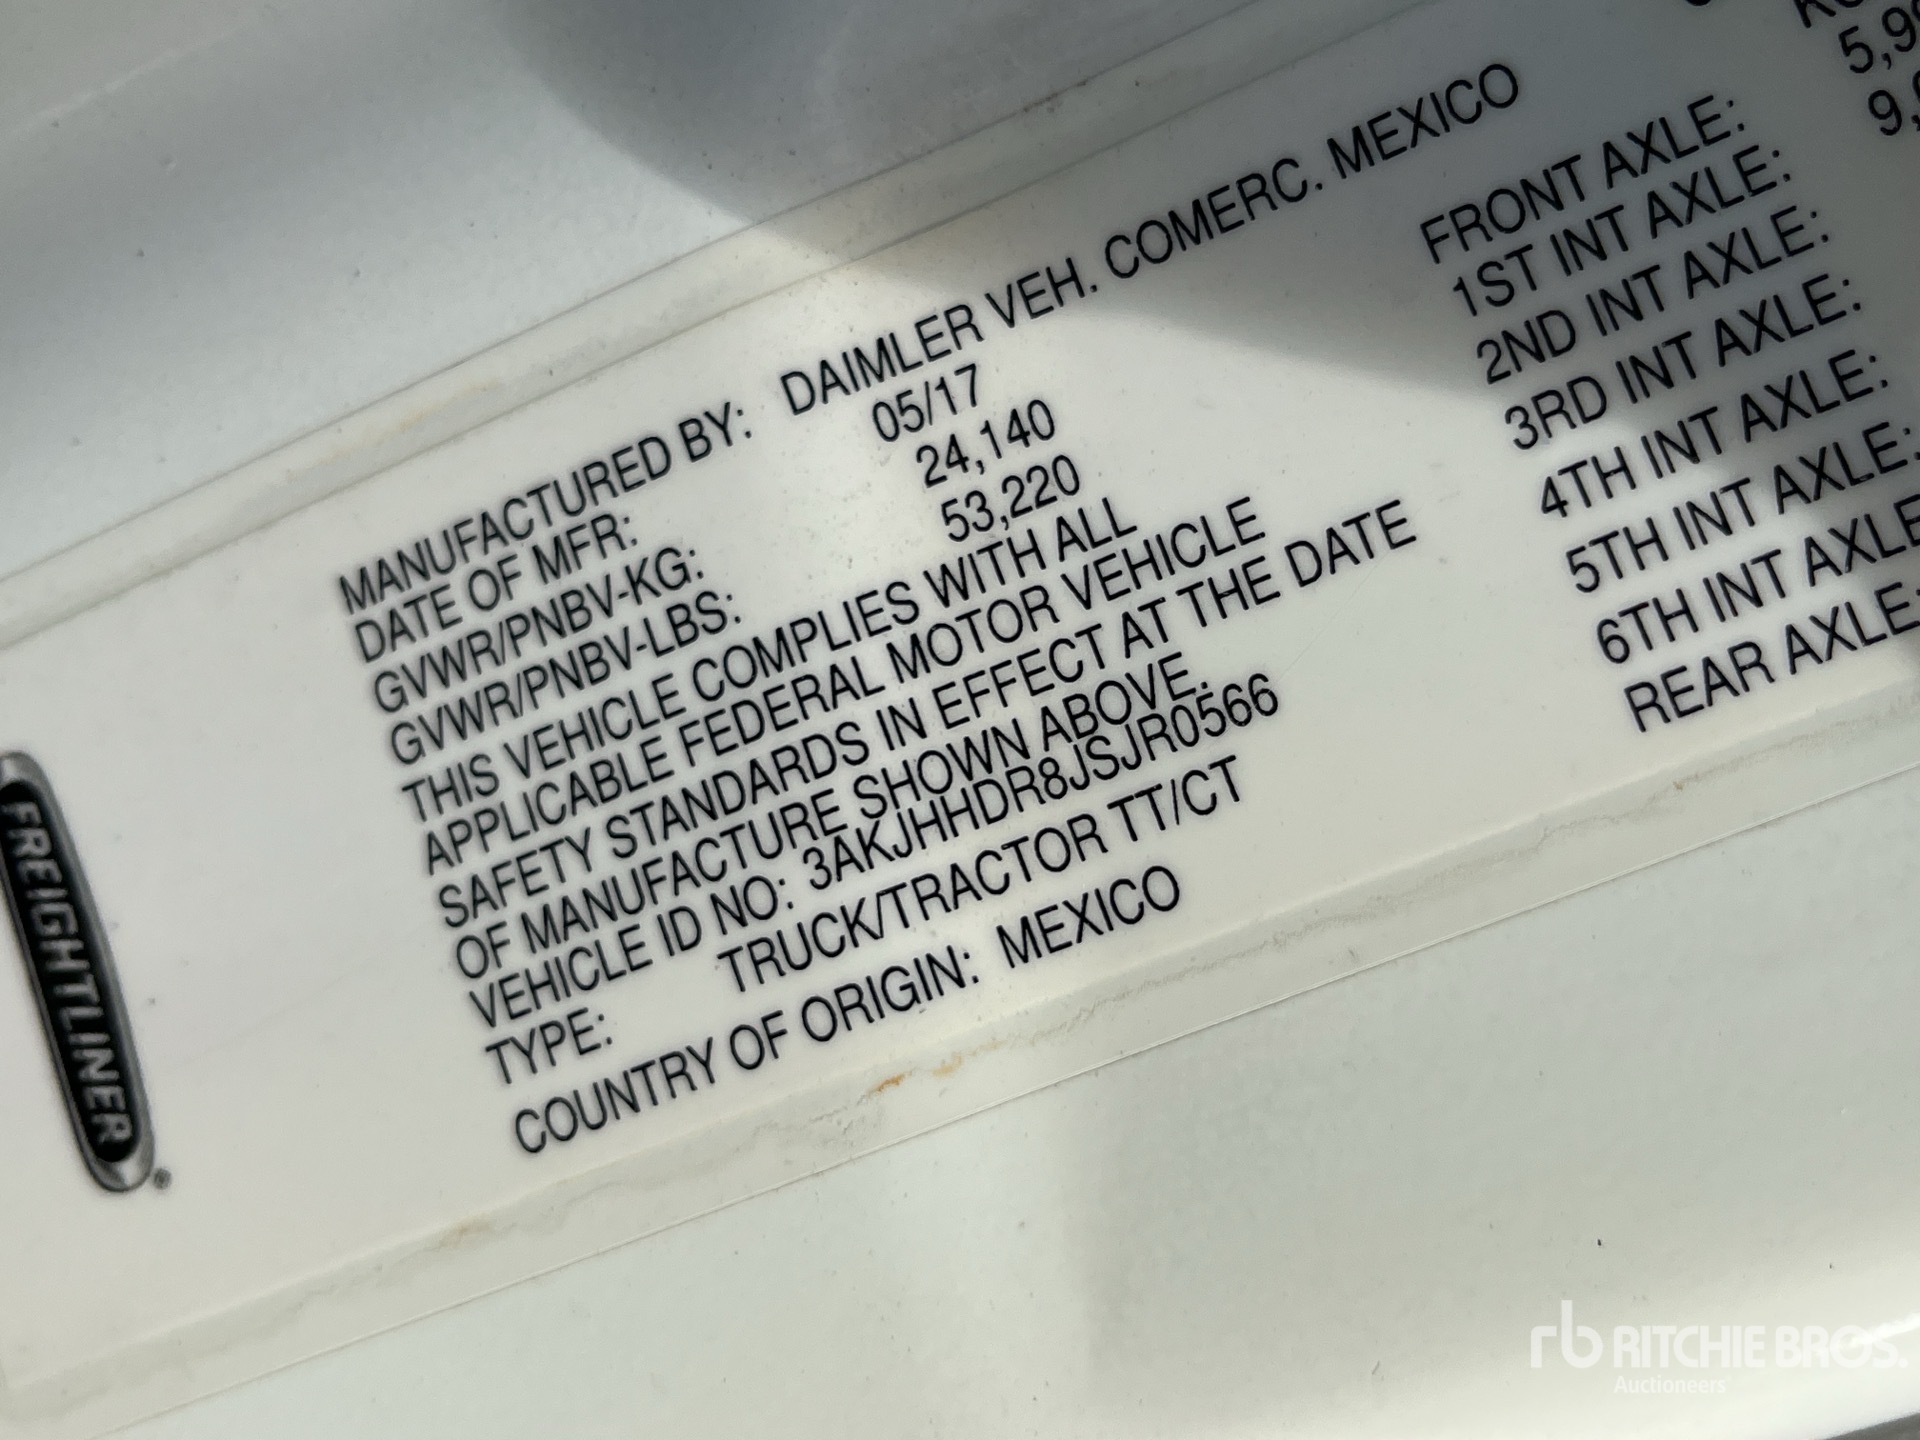 MANUFACTURED BY: DAIMLER VEH. COMERC. MEXICO
DATE OF MFR: 05/17
GVWR/PNBV-KG: 24,140
GVWR/PNBV-LBS: 53,220
THIS VEHICLE COMPLIES WITH ALL
APPLICABLE FEDERAL MOTOR VEHICLE
SAFETY STANDARDS IN EFFECT AT THE DATE
OF MANUFACTURE SHOWN ABOVE.
VEHICLE ID NO: 3AKJHHDR8JSJR0566
TYPE: TRUCK/TRACTOR TT/CT
COUNTRY OF ORIGIN: MEXICO
FRONT AXLE:
1ST INT AXLE:
2ND INT AXLE:
3RD INT AXLE:
4TH INT AXLE:
5TH INT AXLE:
6TH INT AXLE
REAR AXLE:
FREIGHTLINER®
rb RITCHIE BROS.
Auctioneers